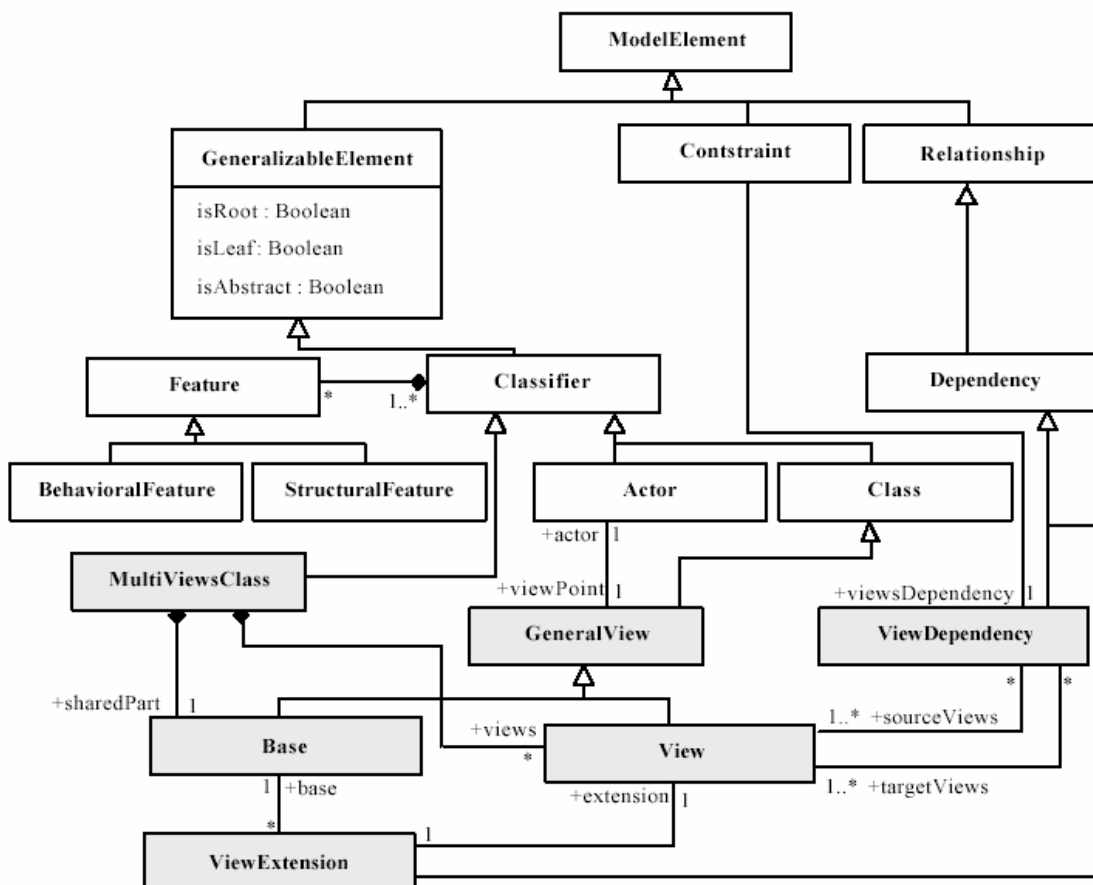 ModelElement
GeneralizableElement
Contstraint
Relationship
isRoot : Boolean
isLeaf: Boolean
isAbstract : Boolean
Feature
*
1..*
Classifier
Dependency
BehavioralFeature
StructuralFeature
Actor
Class
+actor 1
MultiViewsClass
+viewPoint 1
+viewsDependency 1
GeneralView
ViewDependency
* *
+sharedPart 1
+views
*
1..* +sourceViews
Base
View
1 +base
+extension 1
1..* +targetViews
*
1
ViewExtension